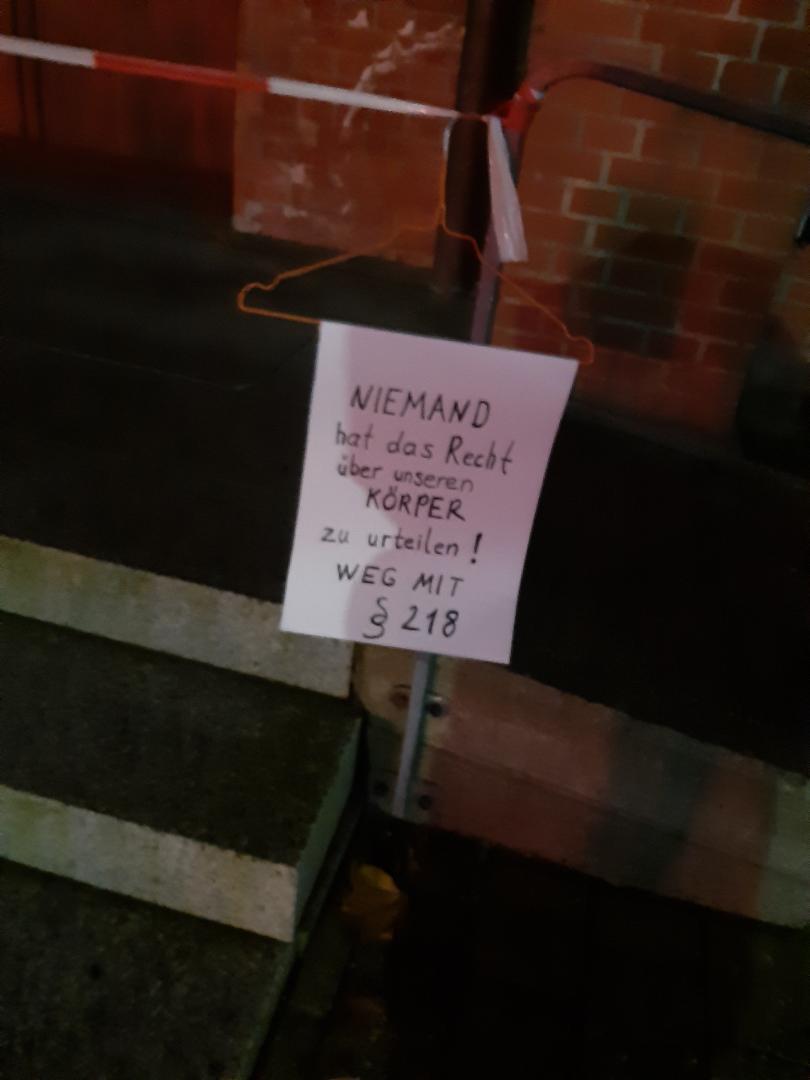 NIEMAND
hat das Recht
über unseren
KÖRPER
zu urteilen!
WEG MIT
§ 218